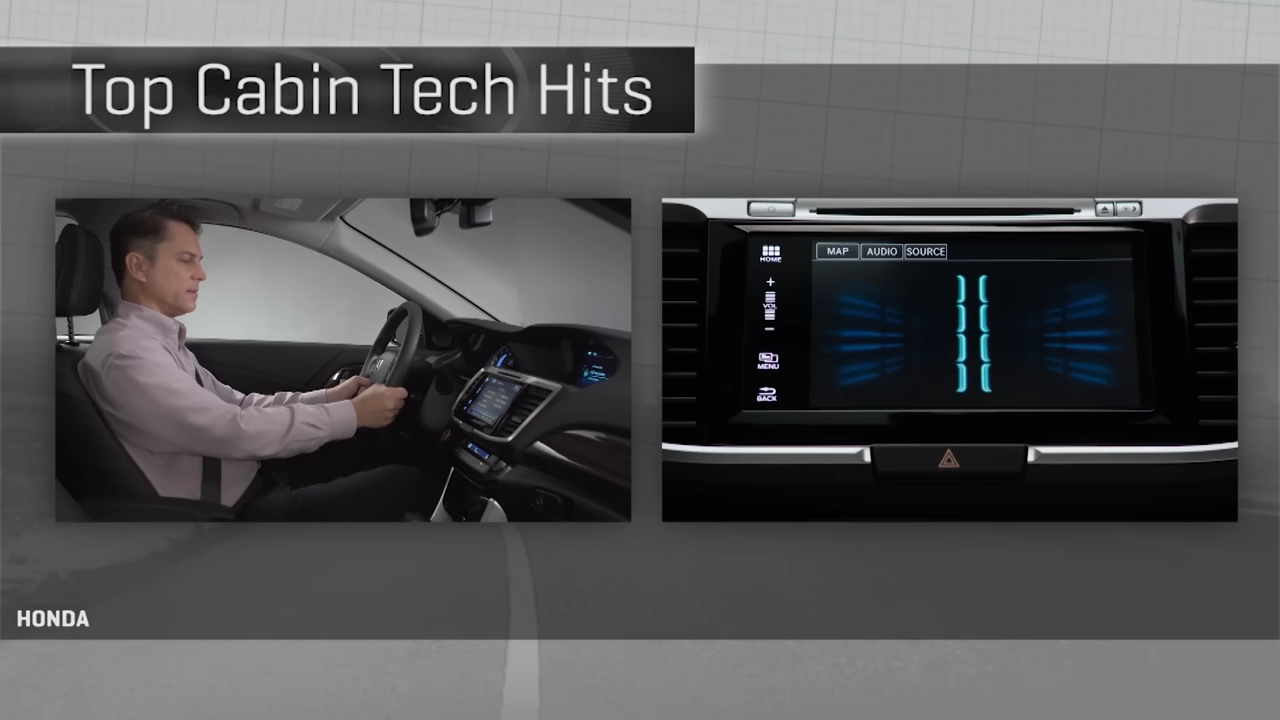 Top Cabin Tech Hits
HOME
MAP AUDIO SOURCE
+
VOL
−
MENU
BACK
HONDA